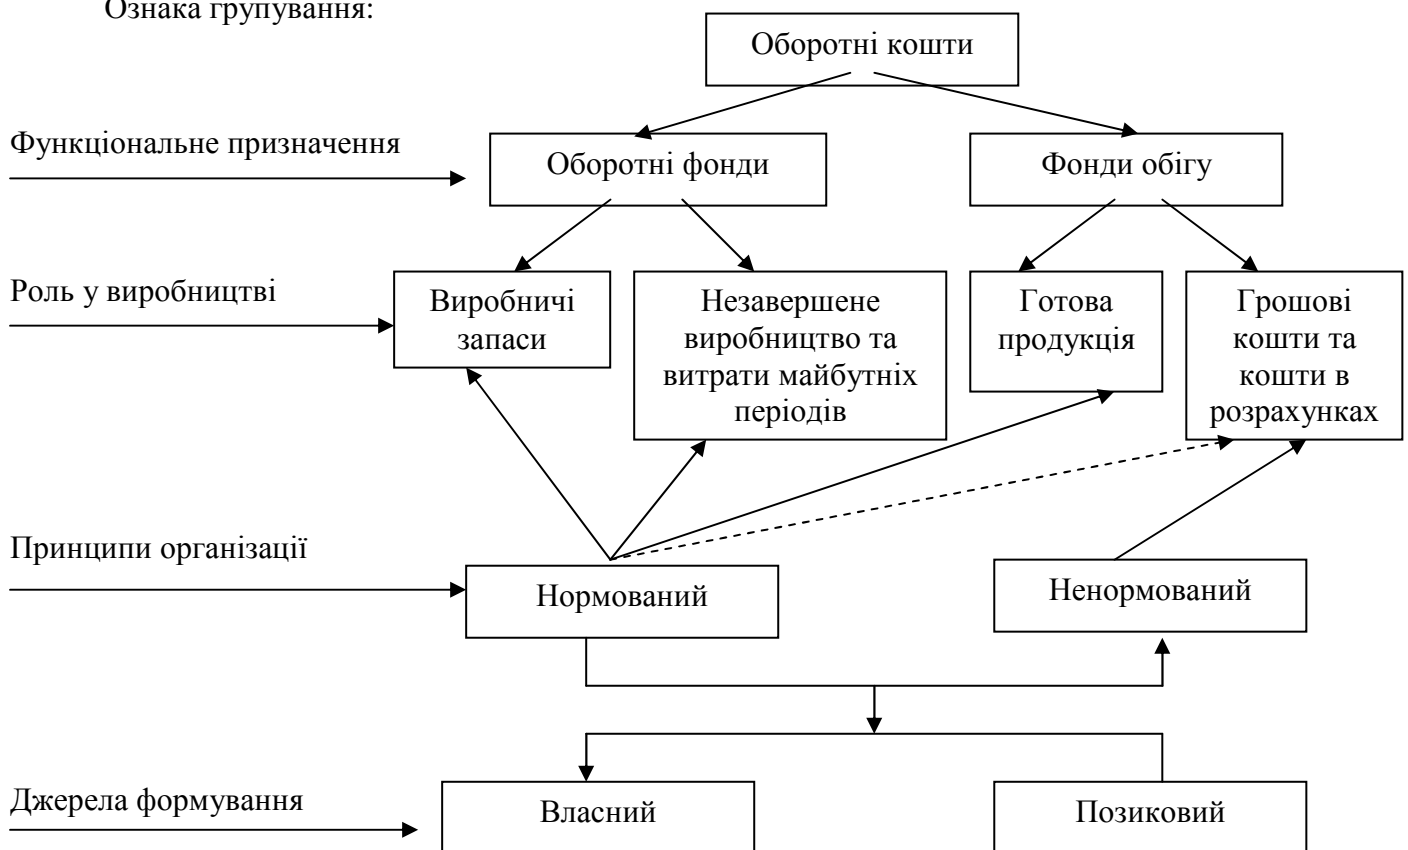 Ознака групування:
Оборотні кошти
Функціональне призначення
Оборотні фонди
Фонди обігу
Роль у виробництві
Виробничі
запаси
Незавершене
виробництво та
витрати майбутніх
періодів
Готова
продукція
Грошові
кошти та
кошти в
розрахунках
Принципи організації
Нормований
Ненормований
Джерела формування
Власний
Позиковий